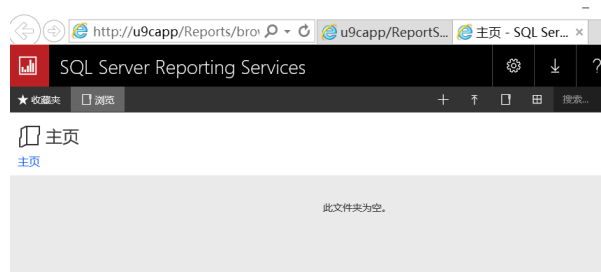 http://u9capp/Reports/brow u9capp/ReportS... 主页 - SQL Ser... ×
SQL Server Reporting Services ?
★ 收藏夹 浏览 搜索...
主页
主页
此文件夹为空。